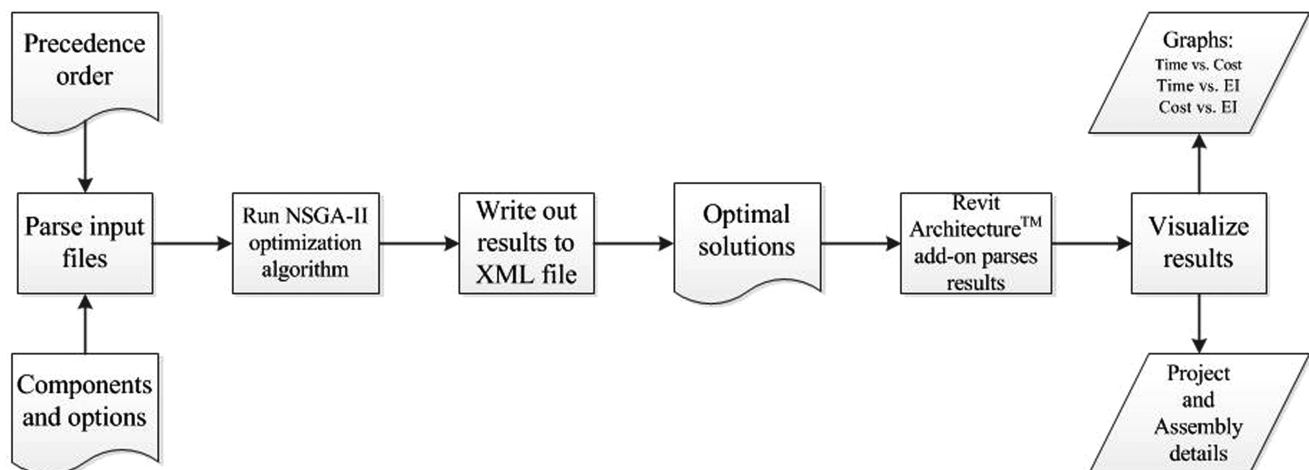 Precedence
order
Parse input
files
Components
and options
Run NSGA-II
optimization
algorithm
Write out
results to
XML file
Optimal
solutions
Revit
Architecture™
add-on parses
results
Visualize
results
Graphs:
Time vs. Cost
Time vs. EI
Cost vs. EI
Project
and
Assembly
details